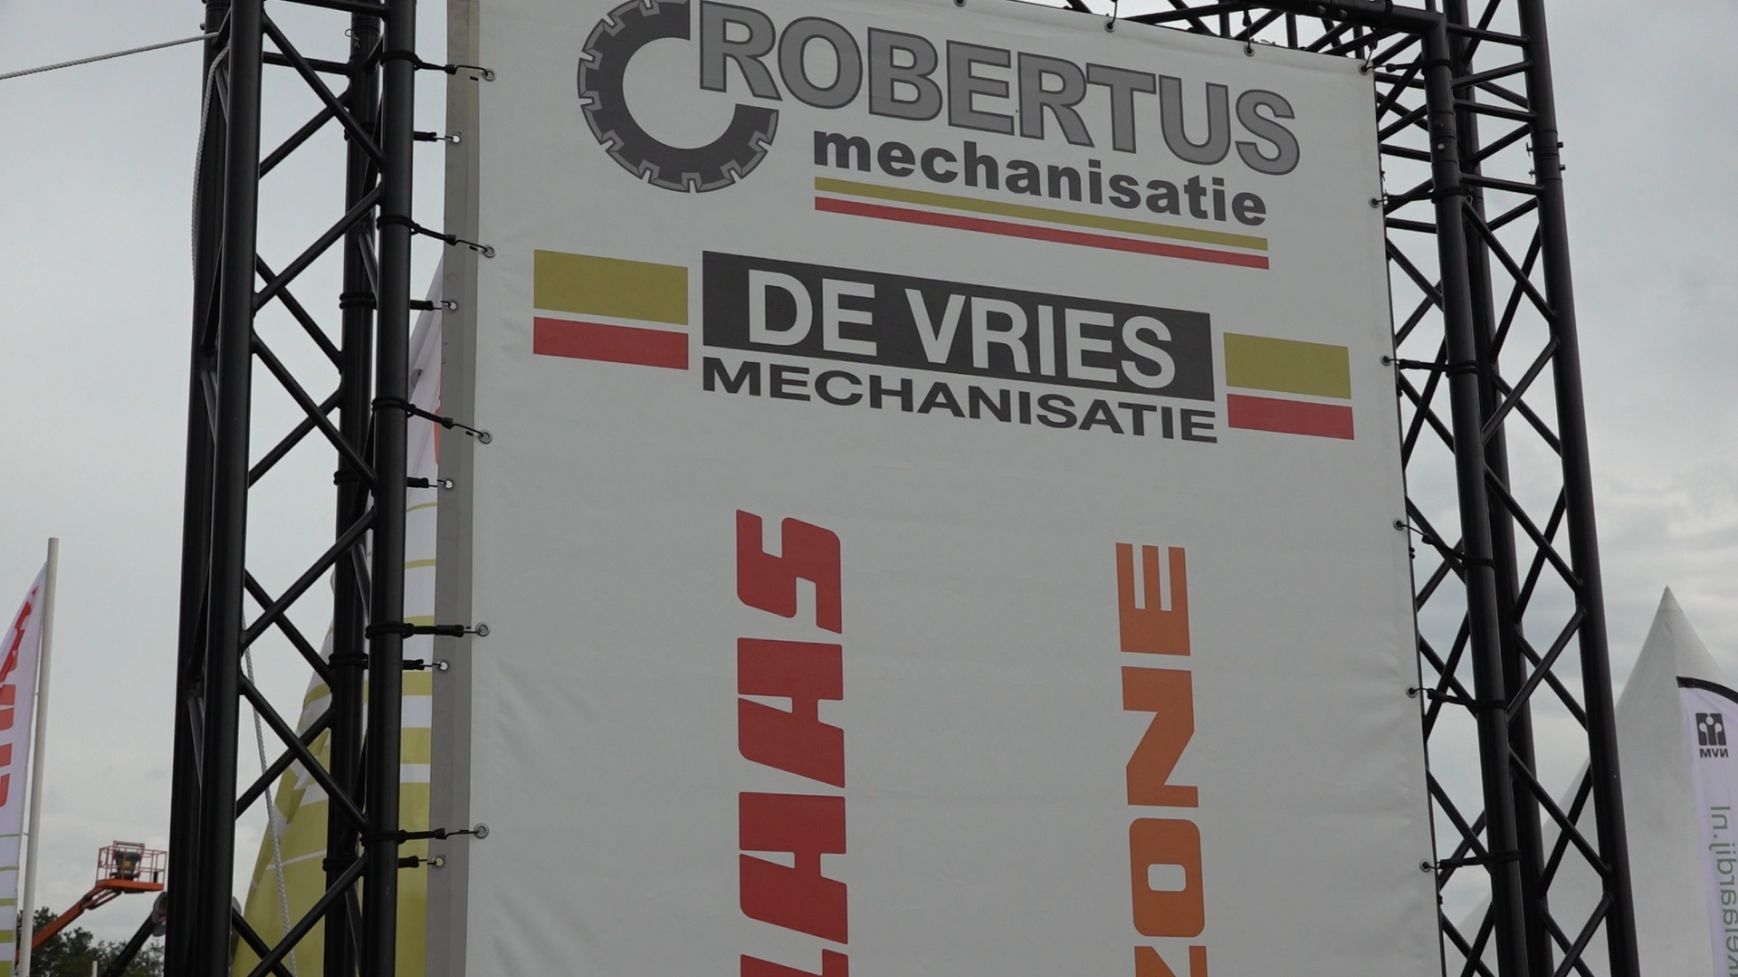 ROBERTUS
mechanisatie
DE VRIES
MECHANISATIE
LAAS
ZONE
MVN